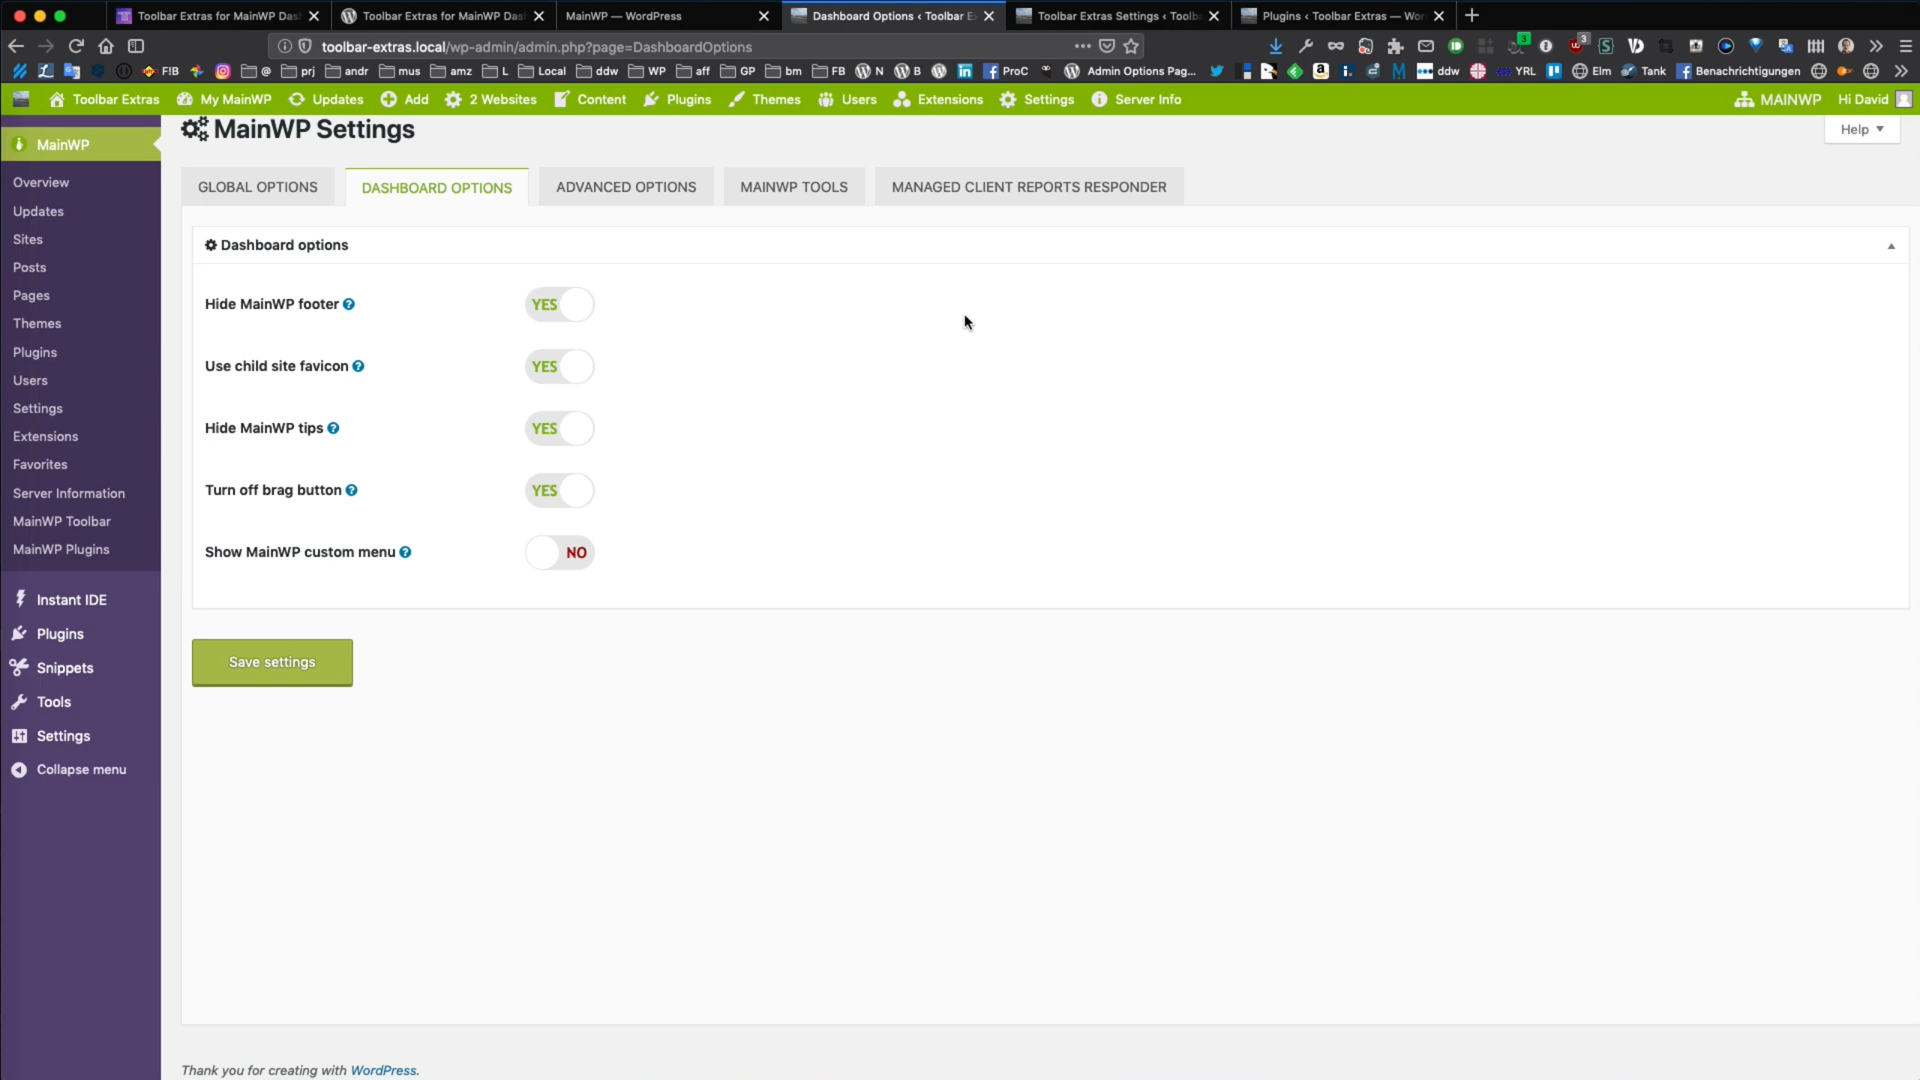 Toolbar Extras for MainWP Das
Toolbar Extras for MainWP Das
MainWP — WordPress
Dashboard Options ‹ Toolbar E
Toolbar Extras Settings ‹ Toolb
Plugins ‹ Toolbar Extras — Wor
toolbar-extras.local/wp-admin/admin.php?page=DashboardOptions
3
3
F!B
@
prj
andr
mus
amz
L
Local
ddw
WP
aff
GP
bm
FB
N
B
ProC
Admin Options Pag...
ddw
YRL
Elm
Tank
Benachrichtigungen
Toolbar Extras
My MainWP
Updates
Add
2 Websites
Content
Plugins
Themes
Users
Extensions
Settings
Server Info
MAINWP
Hi David
MainWP
Overview
Updates
Sites
Posts
Pages
Themes
Plugins
Users
Settings
Extensions
Favorites
Server Information
MainWP Toolbar
MainWP Plugins
Instant IDE
Plugins
Snippets
Tools
Settings
Collapse menu
MainWP Settings
Help
GLOBAL OPTIONS
DASHBOARD OPTIONS
ADVANCED OPTIONS
MAINWP TOOLS
MANAGED CLIENT REPORTS RESPONDER
Dashboard options
Hide MainWP footer
YES
Use child site favicon
YES
Hide MainWP tips
YES
Turn off brag button
YES
Show MainWP custom menu
NO
Save settings
Thank you for creating with WordPress.